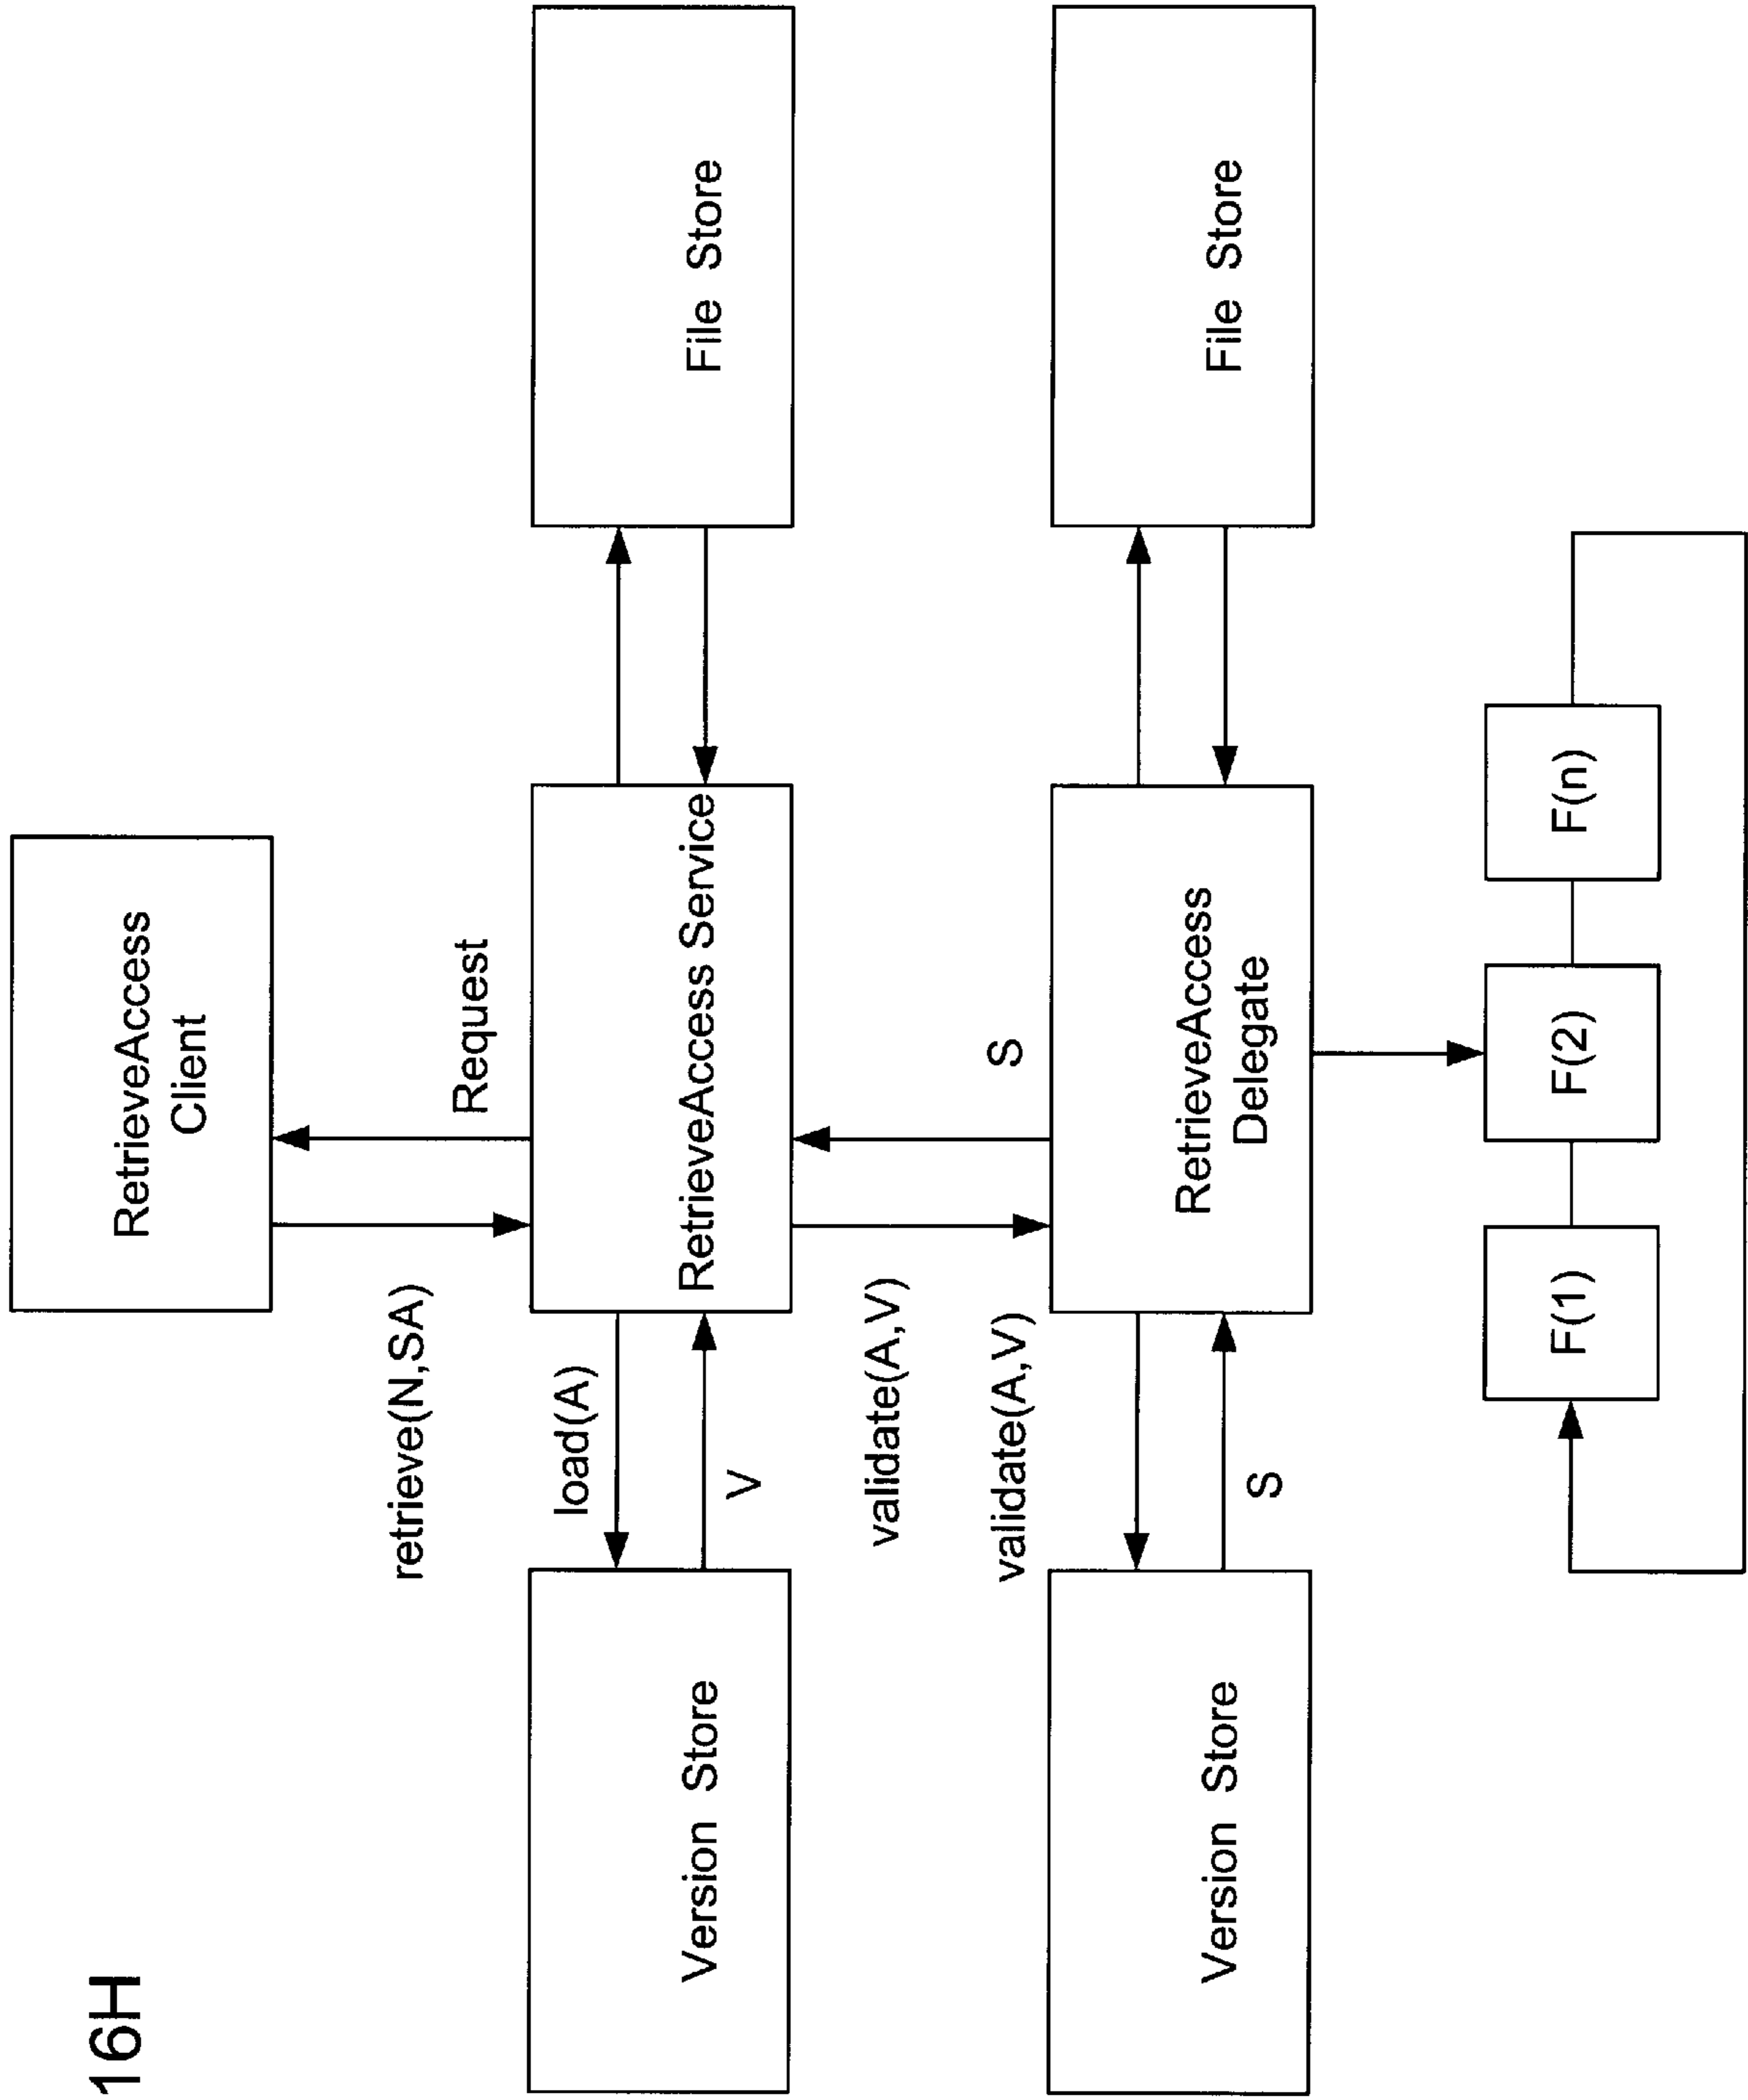 16H
RetrieveAccess
Client
retrieve(N,SA)
Request
Version Store
load(A)
V
RetrieveAccess Service
File Store
validate(A,V)
S
Version Store
validate(A,V)
S
RetrieveAccess
Delegate
File Store
F(1)
F(2)
F(n)